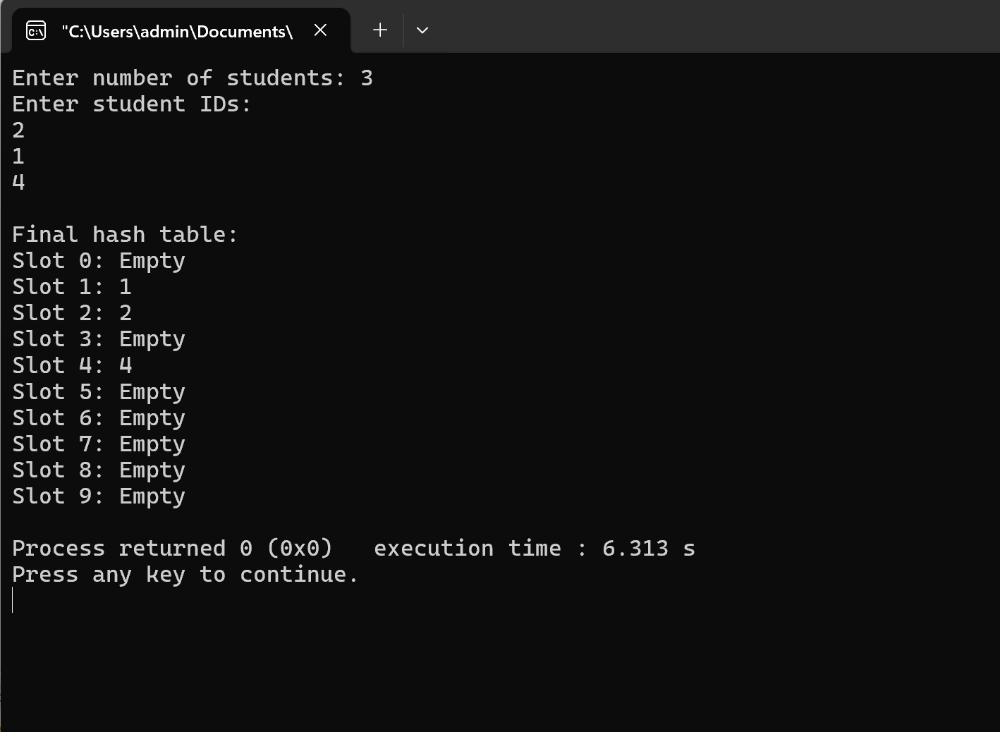 "C:\Users\admin\Documents\
Enter number of students: 3
Enter student IDs:
2
1
4
Final hash table:
Slot 0: Empty
Slot 1: 1
Slot 2: 2
Slot 3: Empty
Slot 4: 4
Slot 5: Empty
Slot 6: Empty
Slot 7: Empty
Slot 8: Empty
Slot 9: Empty
Process returned 0 (0x0)   execution time : 6.313 s
Press any key to continue.